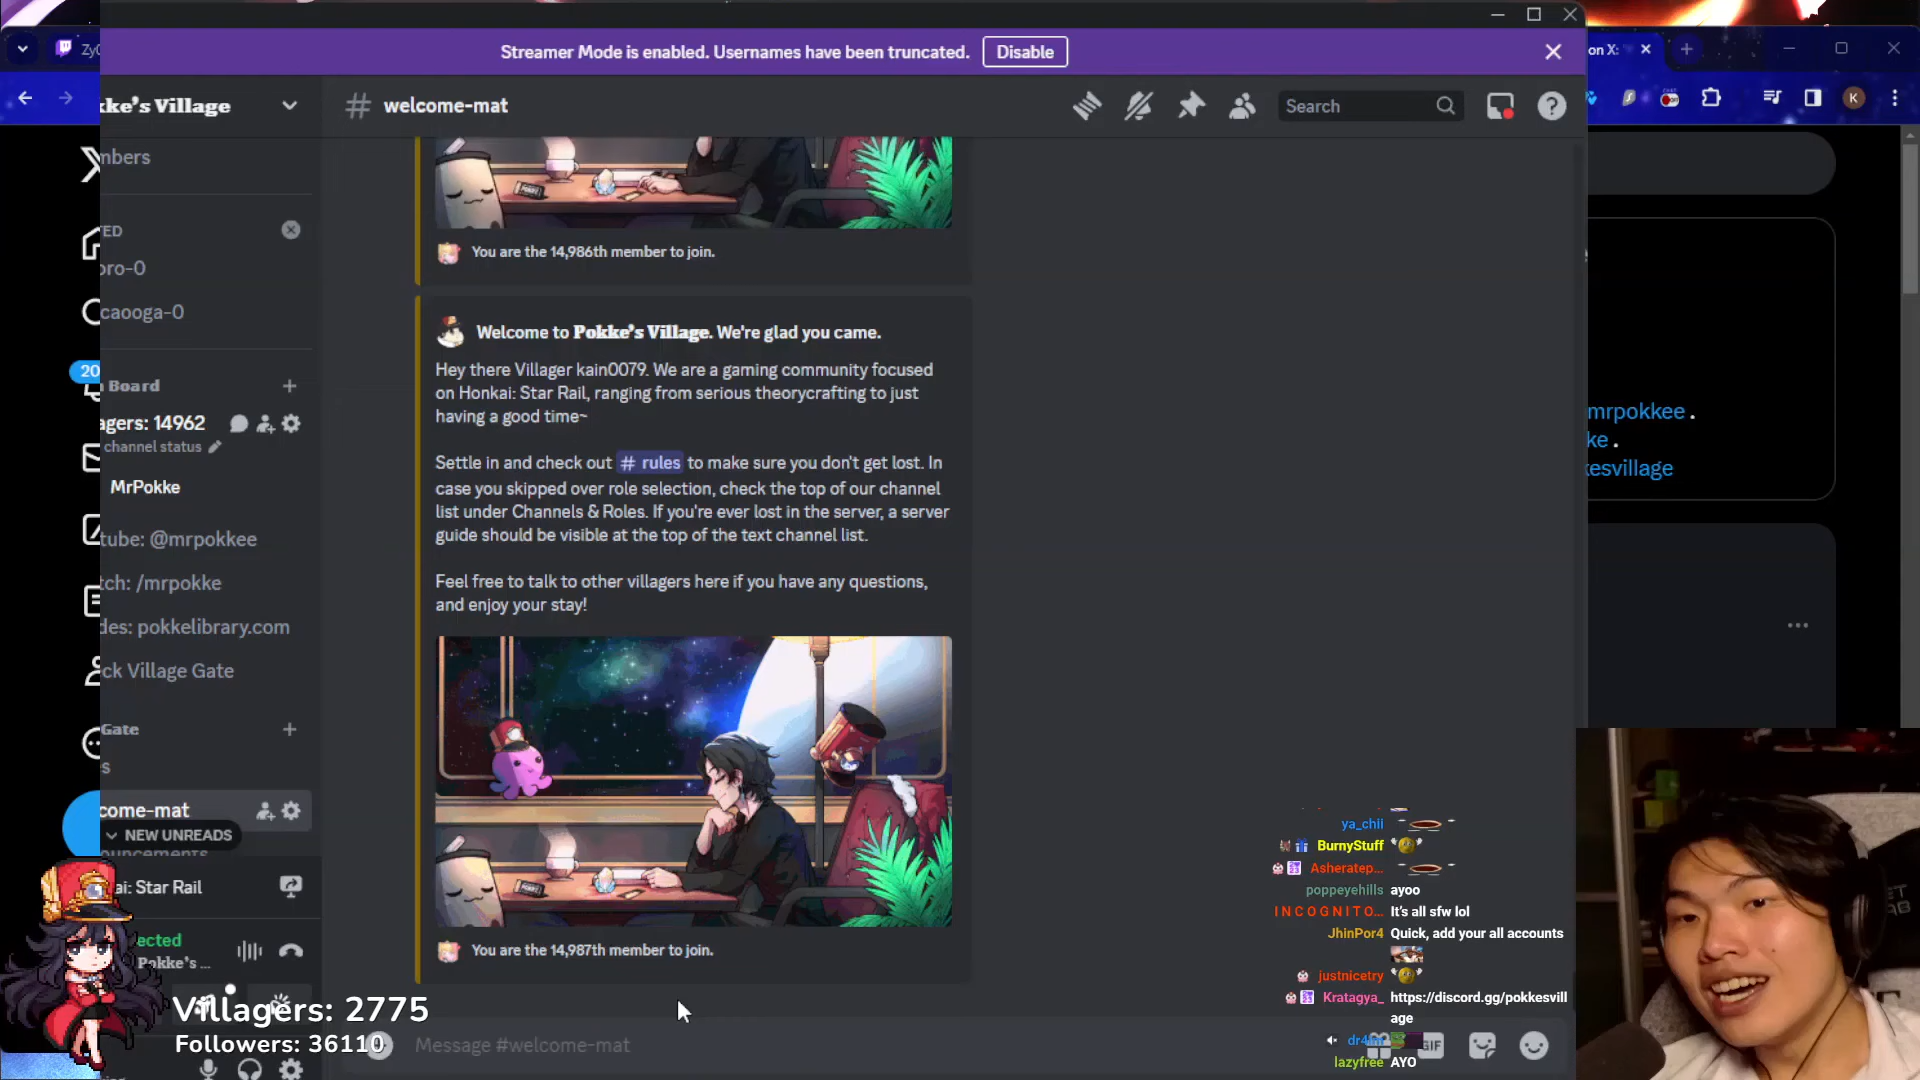 Streamer Mode is enabled. Usernames have been truncated.
Disable
on X:
kke's Village
welcome-mat
Search
K
mbers
You are the 14,986th member to join.
ED
oro-0
caooga-0
20
Board
agers: 14962
channel status
MrPokke
tube: @mrpokkee
tch: /mrpokke
des: pokkelibrary.com
ck Village Gate
Gate
s
come-mat
NEW UNREADS
ai: Star Rail
ected
Pokke's ...
Welcome to Pokke's Village. We're glad you came.
Hey there Villager kain0079. We are a gaming community focused
on Honkai: Star Rail, ranging from serious theorycrafting to just
having a good time~
Settle in and check out # rules to make sure you don't get lost. In
case you skipped over role selection, check the top of our channel
list under Channels & Roles. If you're ever lost in the server, a server
guide should be visible at the top of the text channel list.
Feel free to talk to other villagers here if you have any questions,
and enjoy your stay!
You are the 14,987th member to join.
Message #welcome-mat
GIF
mrpokkee .
ke .
esvillage
ya_chii
BurnyStuff
Asheratep...
poppeyehills ayoo
INCOGNITO... It's all sfw lol
JhinPor4 Quick, add your all accounts
justnicetry
Kratagya_ https://discord.gg/pokkesvill
age
lazyfree AYO
Villagers: 2775
Followers: 36110